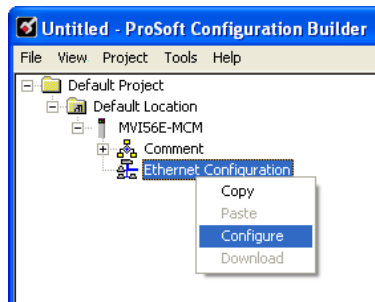 Untitled - ProSoft Configuration Builder
File View Project Tools Help
Default Project
Default Location
MVI56E-MCM
Comment
Ethernet Configuration
Copy
Paste
Configure
Download